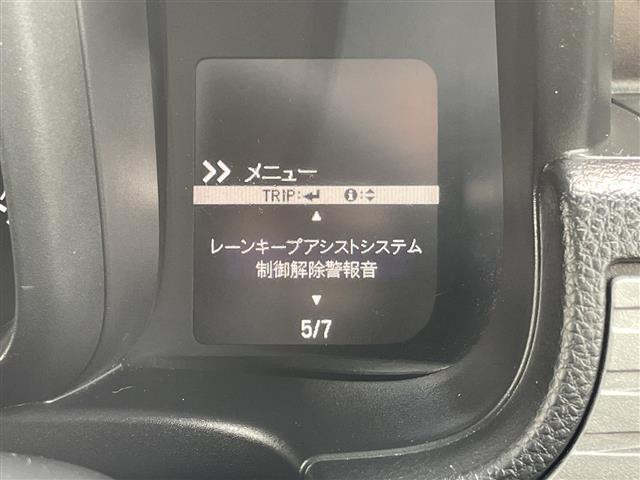 >> メニュー
TRIP:↵ i:
▲
レーンキープアシストシステム
制御解除警報音
▼
5/7